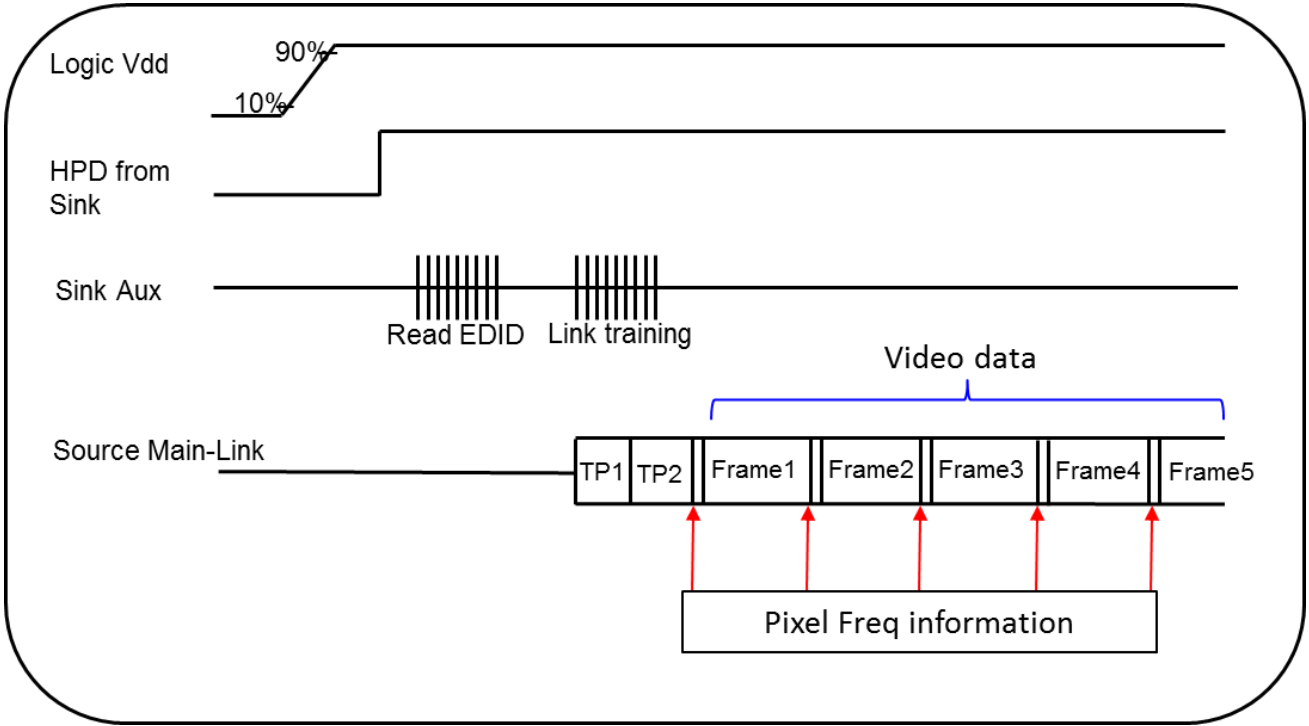 Logic Vdd
90%
10%
HPD from
Sink
Sink Aux
Read EDID
Link training
Video data
Source Main-Link
TP1
TP2
Frame1
Frame2
Frame3
Frame4
Frame5
Pixel Freq information